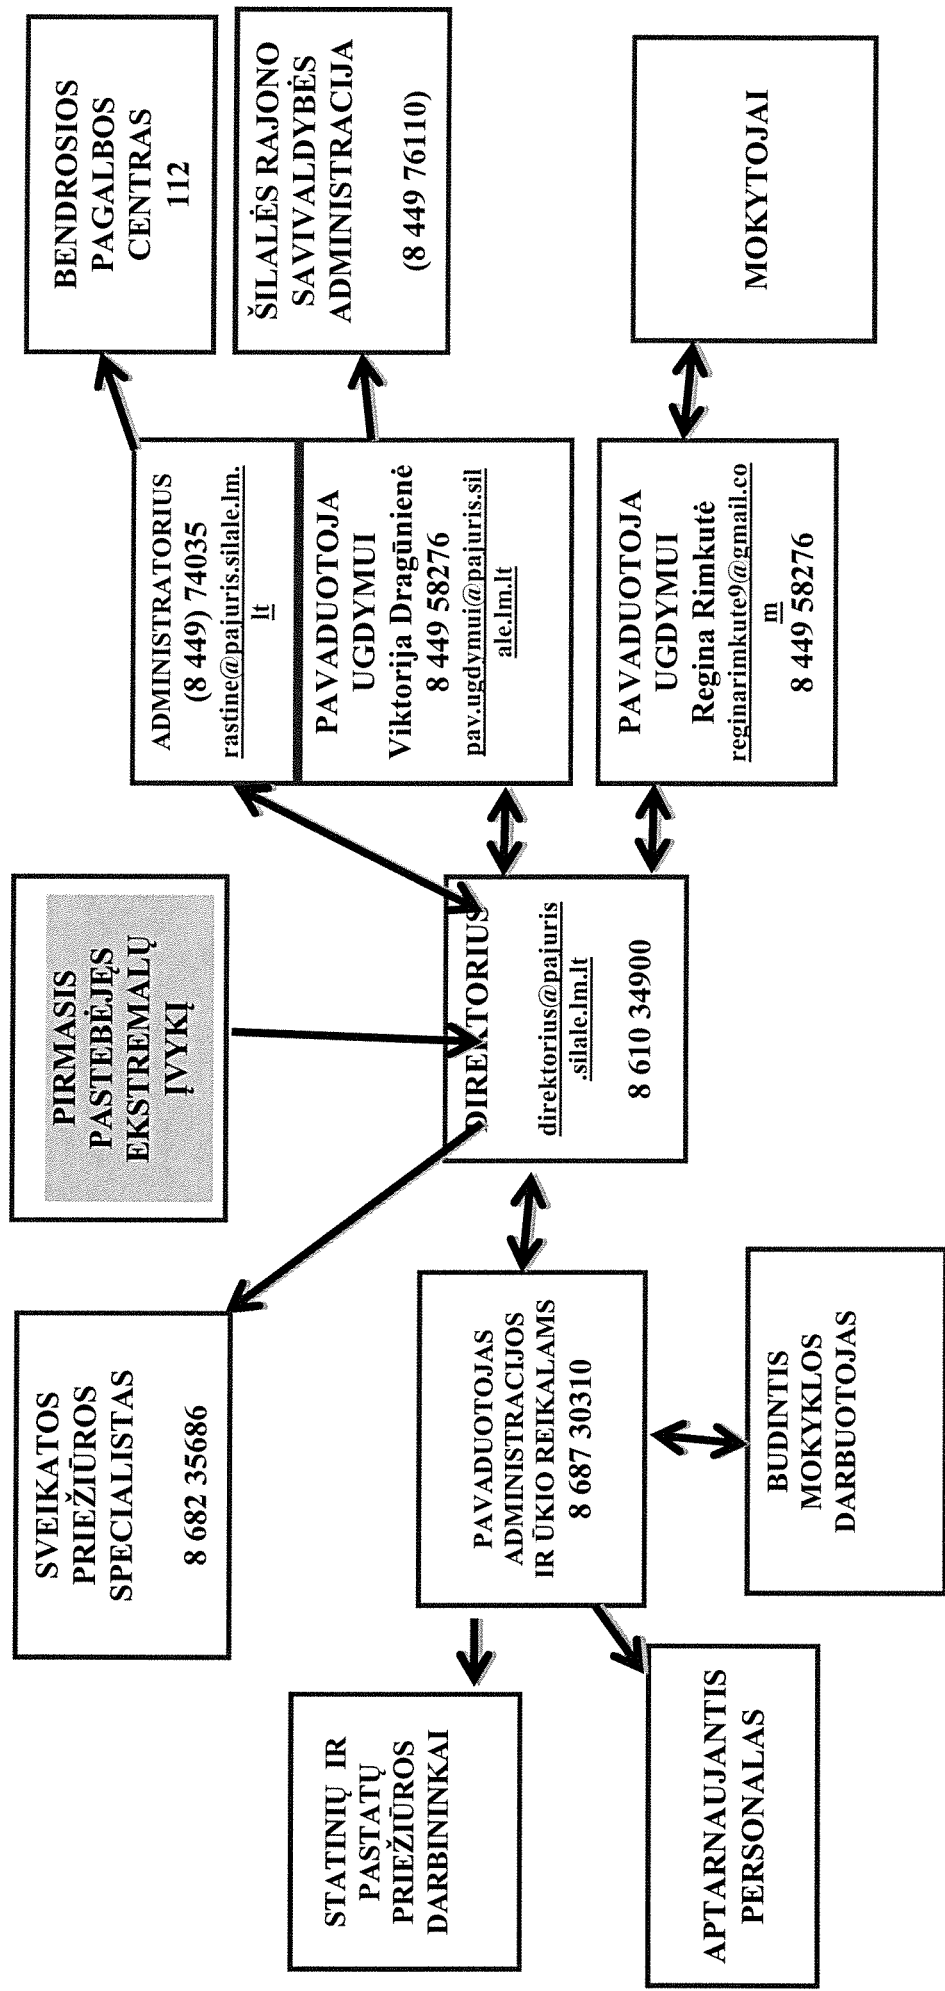 SVEIKATOS
PRIEŽIŪROS
SPECIALISTAS
8 682 35686
PIRMASIS
PASTEBĖJĘS
EKSTREMALŲ
ĮVYKĮ
BENDROSIOS
PAGALBOS
CENTRAS
112
ADMINISTRATORIUS
(8 449) 74035
rastine@pajuris.silale.lm.
lt
ŠILALĖS RAJONO
SAVIVALDYBĖS
ADMINISTRACIJA
(8 449 76110)
PAVADUOTOJA
UGDYMUI
Viktorija Dragūnienė
8 449 58276
pav.ugdymui@pajuris.sil
ale.lm.lt
STATINIŲ IR
PASTATŲ
PRIEŽIŪROS
DARBININKAI
PAVADUOTOJAS
ADMINISTRACIJOS
IR ŪKIO REIKALAMS
8 687 30310
DIREKTORIUS
direktorius@pajuris
.silale.lm.lt
8 610 34900
PAVADUOTOJA
UGDYMUI
Regina Rimkutė
reginarimkute9@gmail.co
m
8 449 58276
MOKYTOJAI
APTARNAUJANTIS
PERSONALAS
BUDINTIS
MOKYKLOS
DARBUOTOJAS